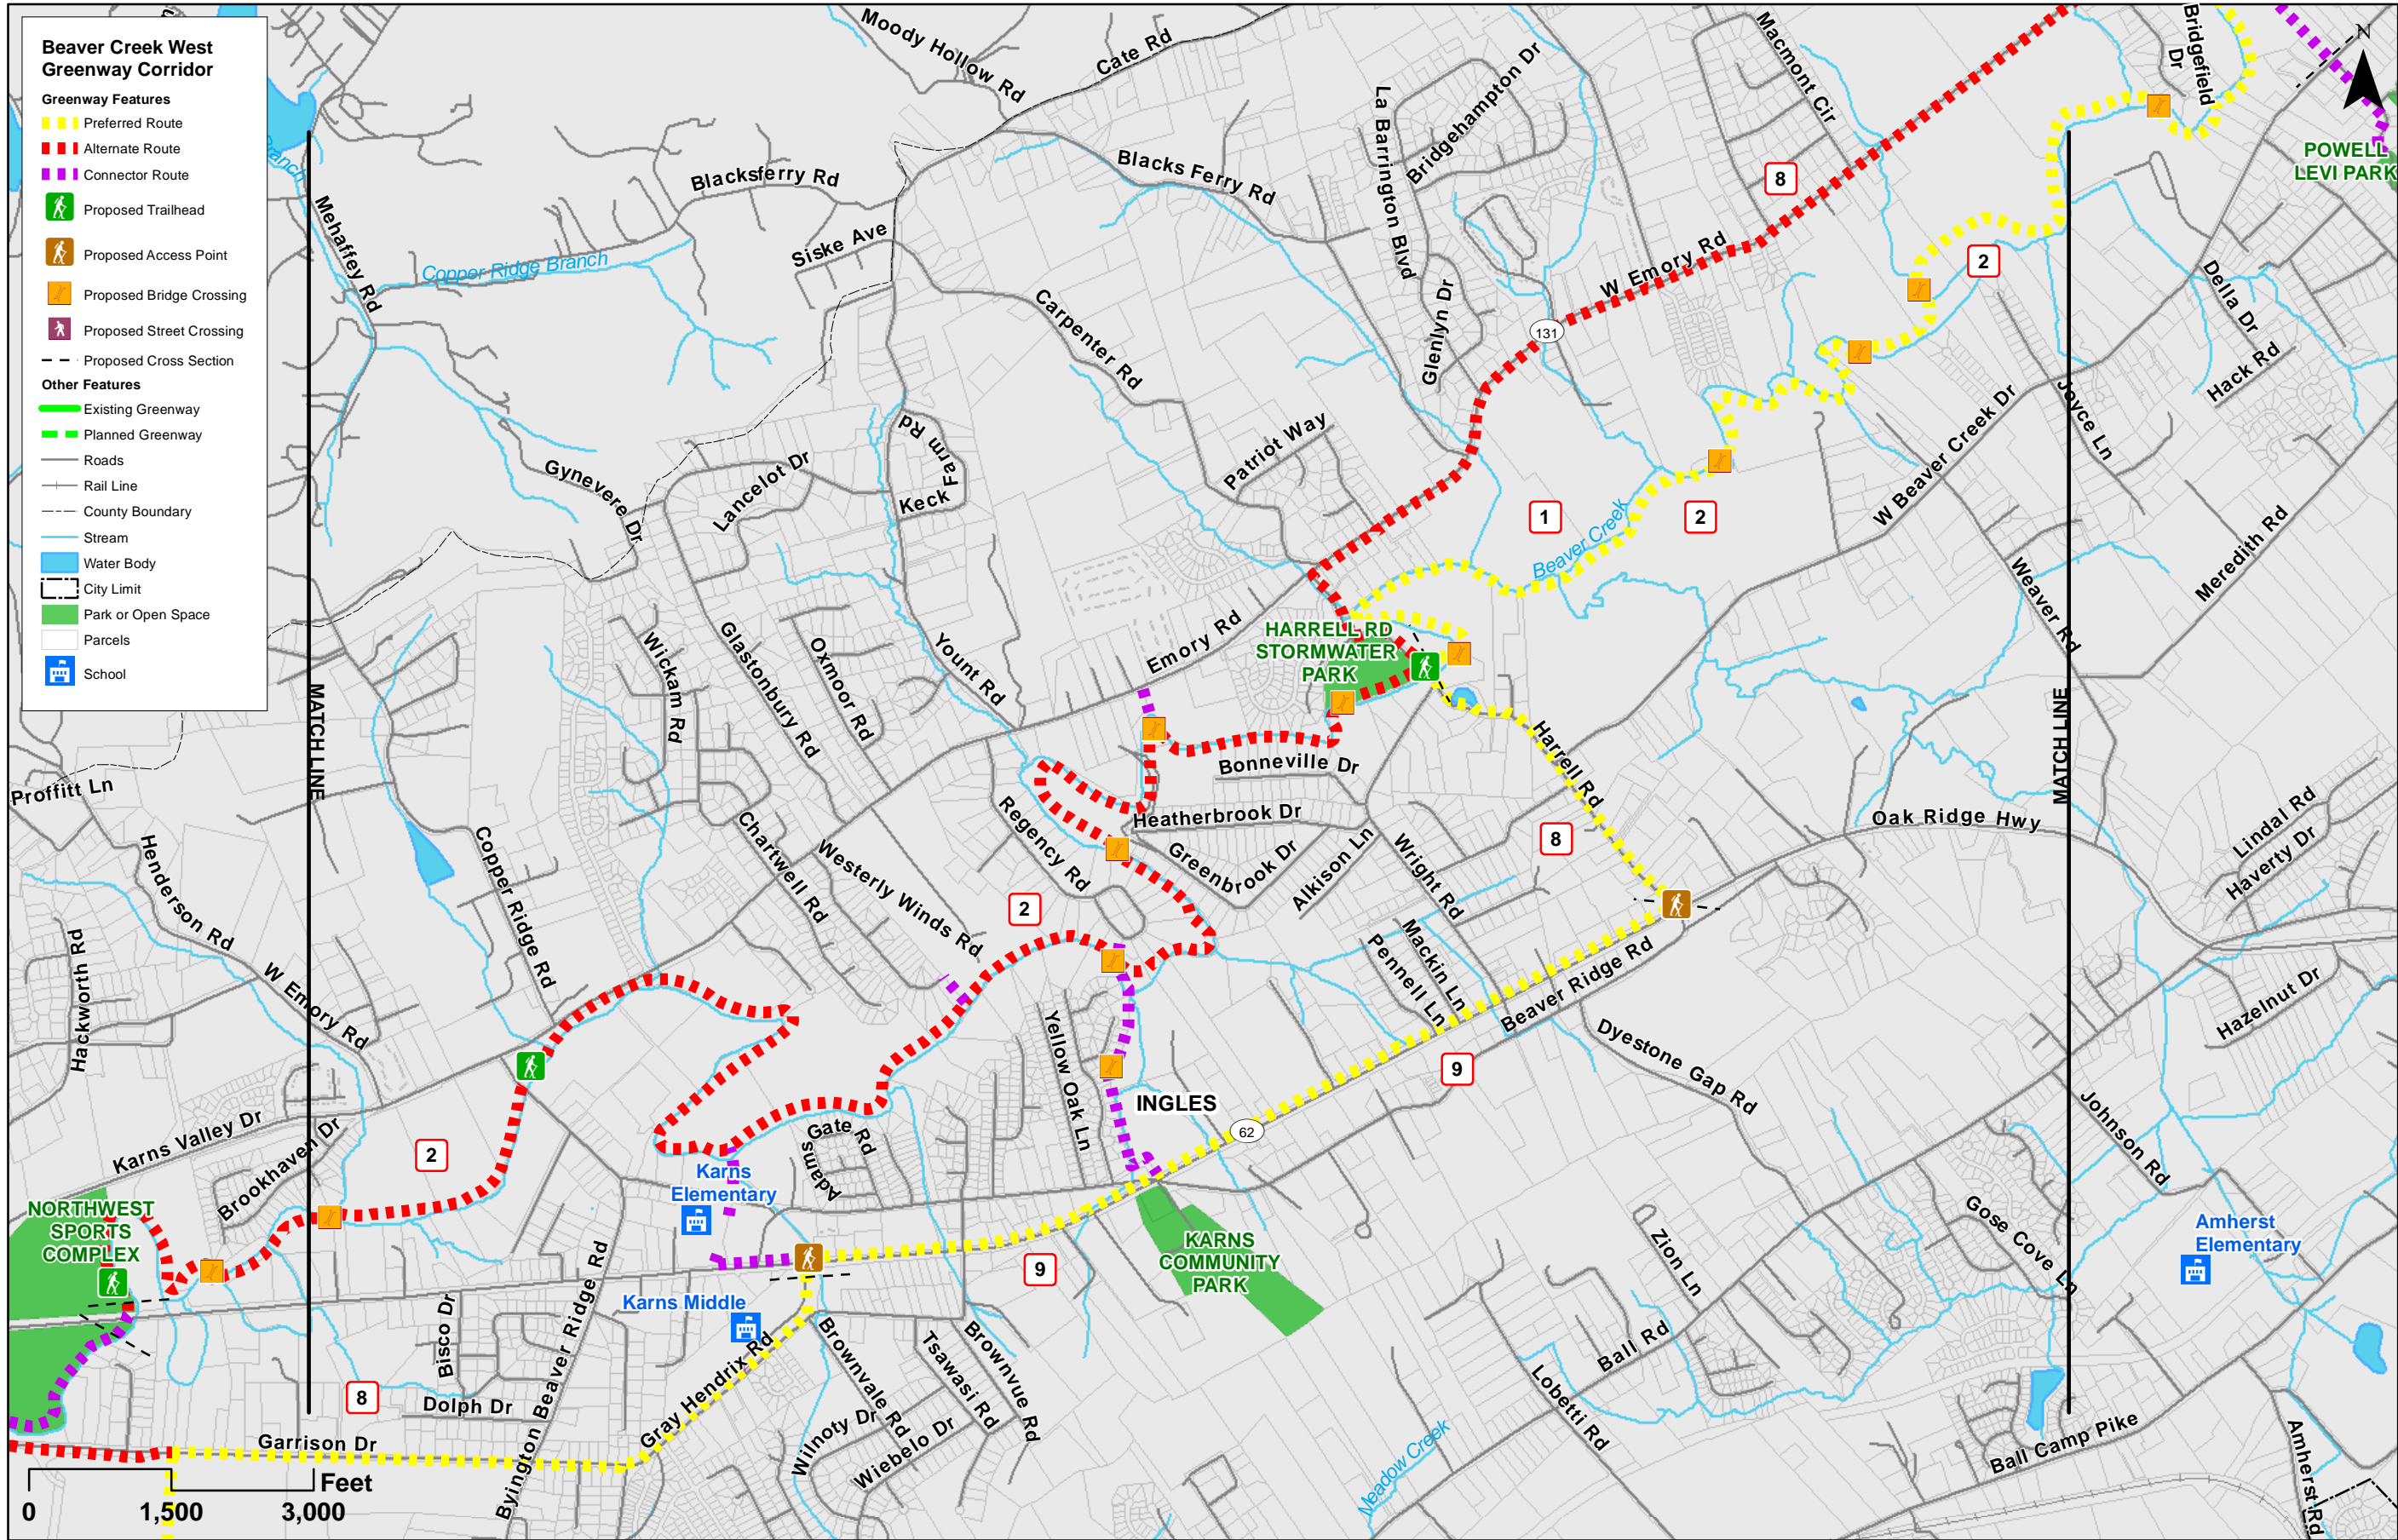 Beaver Creek West
Greenway Corridor
Greenway Features
Preferred Route
Alternate Route
Connector Route
Proposed Trailhead
Proposed Access Point
Proposed Bridge Crossing
Proposed Street Crossing
Proposed Cross Section
Other Features
Existing Greenway
Planned Greenway
Roads
Rail Line
County Boundary
Stream
Water Body
City Limit
Park or Open Space
Parcels
School
Branch
Moody Hollow Rd
Cate Rd
Macmont Cir
Bridgefield
Dr
N
POWELL
LEVI PARK
La Barrington Blvd
Bridgehampton Dr
Blacksferry Rd
Blacks Ferry Rd
8
Mehaffey Rd
Siske Ave
Copper Ridge Branch
W Emory Rd
2
Della Dr
Carpenter Rd
Glenlyn Dr
131
Hack Rd
Joyce Ln
W Beaver Creek Dr
Patriot Way
Farm Rd
Keck
Lancelot Dr
Gynevere Dr
1
2
Beaver Creek
Meredith Rd
Weaver Rd
Wickam Rd
Glastonbury Rd
Oxmoor Rd
Yount Rd
Emory Rd
HARRELL RD
STORMWATER
PARK
MATCH LINE
MATCH LINE
Harrell Rd
Bonneville Dr
Proffitt Ln
Heatherbrook Dr
Oak Ridge Hwy
Lindal Rd
Haverty Dr
Henderson Rd
Copper Ridge Rd
Chartwell Rd
Westerly Winds Rd
Regency Rd
Greenbrook Dr
Alkison Ln
Wright Rd
8
2
Hackworth Rd
W Emory Rd
Mackin Ln
Pennell Ln
Beaver Ridge Rd
Hazelnut Dr
Yellow Oak Ln
Dyestone Gap Rd
9
INGLES
62
Johnson Rd
Karns Valley Dr
Brookhaven Dr
2
Gate Rd
Adams
Karns
Elementary
NORTHWEST
SPORTS
COMPLEX
KARNS
COMMUNITY
PARK
9
Zion Ln
Gose Cove Ln
Amherst
Elementary
Karns Middle
Bisco Dr
Byington Beaver Ridge Rd
Gray Hendrix Rd
Brownvale Rd
Tsawasi Rd
Brownvue Rd
Ball Rd
Lobetti Rd
8
Dolph Dr
Garrison Dr
Wilnoty Dr
Wiebelo Dr
Meadow Creek
Ball Camp Pike
Amherst Rd
Feet
0
1,500
3,000